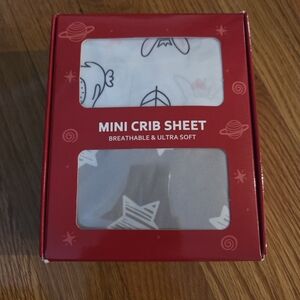 MINI CRIB SHEET
BREATHABLE & ULTRA SOFT